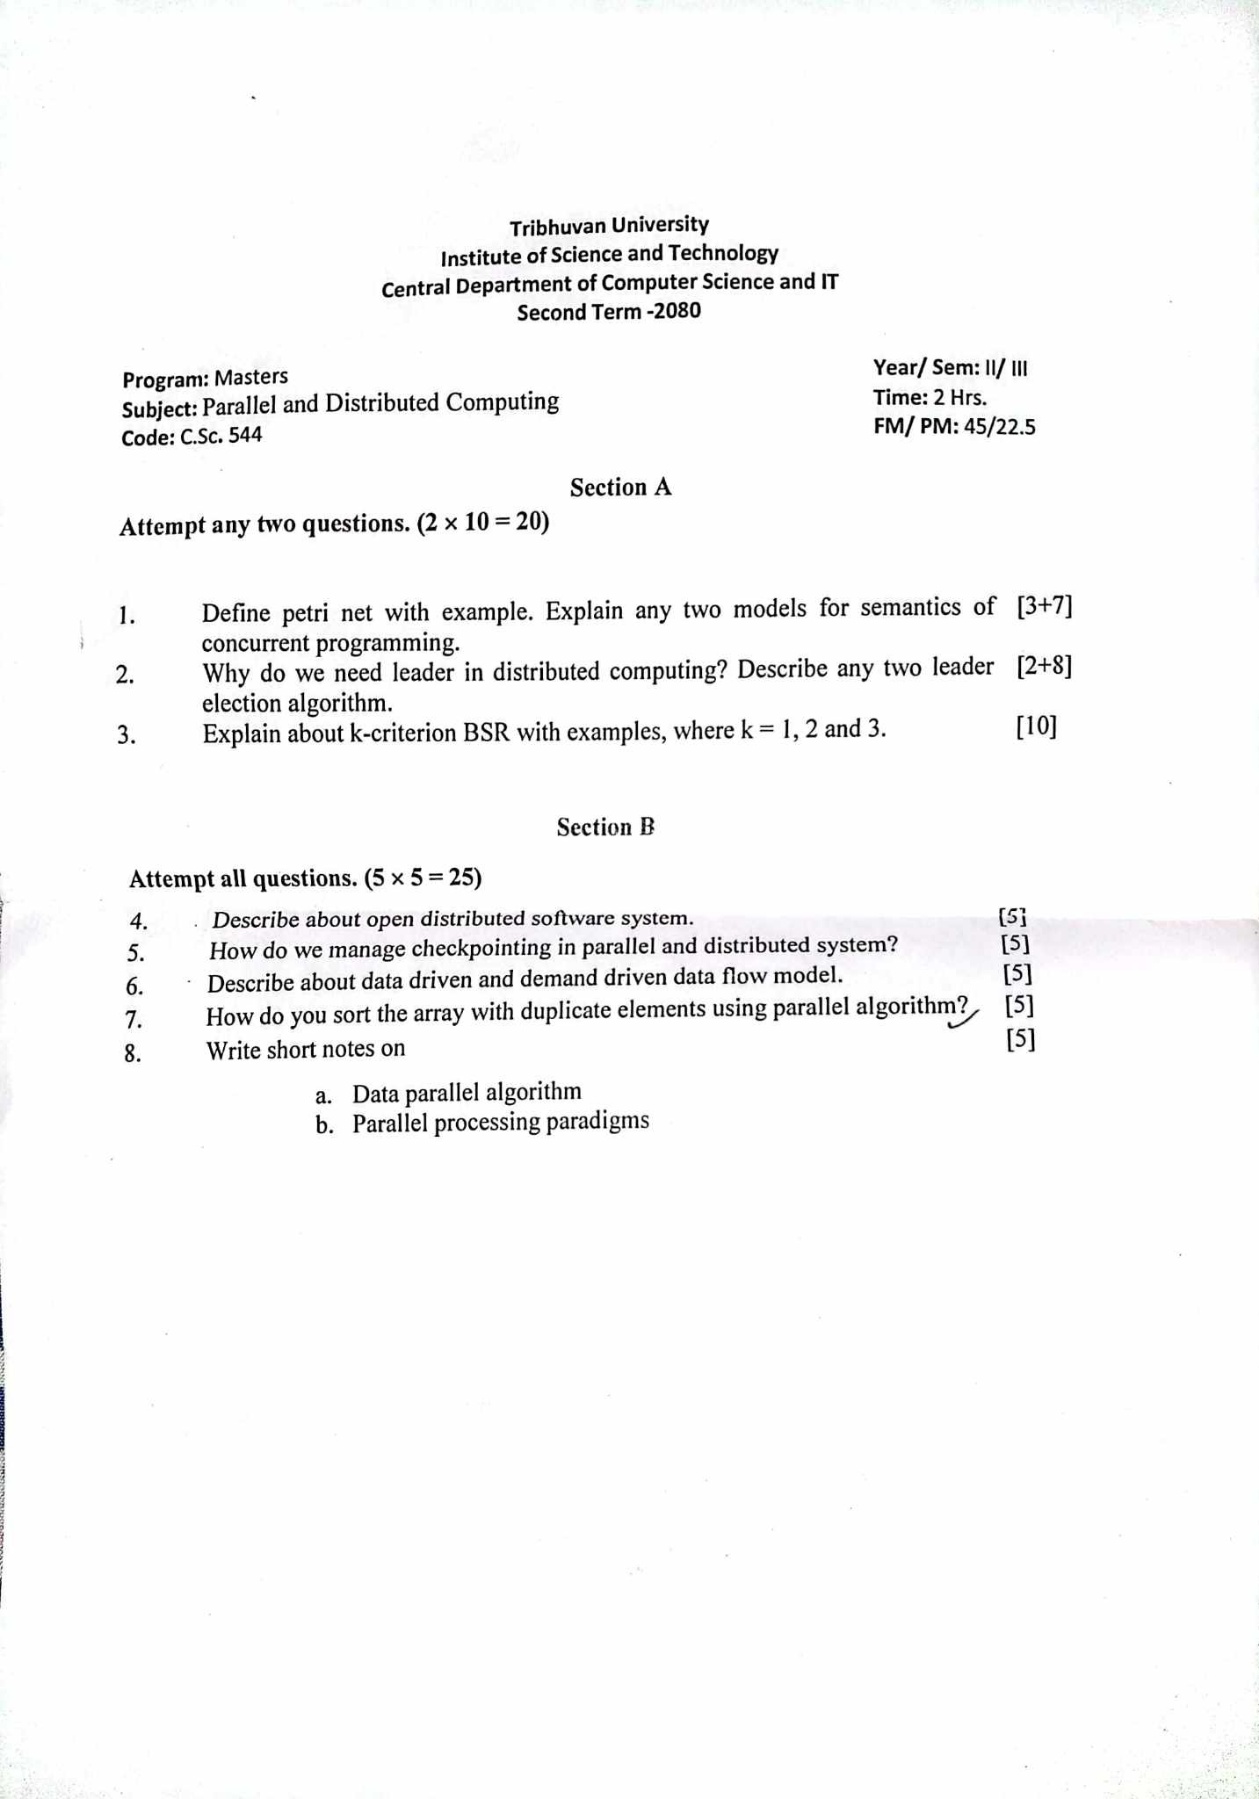 Tribhuvan University
Institute of Science and Technology
Central Department of Computer Science and IT
Second Term -2080
Program: Masters
Subject: Parallel and Distributed Computing
Code: C.Sc. 544
Year/ Sem: II/ III
Time: 2 Hrs.
FM/ PM: 45/22.5
Section A
Attempt any two questions. (2 × 10 = 20)
1. Define petri net with example. Explain any two models for semantics of [3+7]
concurrent programming.
2. Why do we need leader in distributed computing? Describe any two leader [2+8]
election algorithm.
3. Explain about k-criterion BSR with examples, where k = 1, 2 and 3. [10]
Section B
Attempt all questions. (5 × 5 = 25)
4. Describe about open distributed software system. [5]
5. How do we manage checkpointing in parallel and distributed system? [5]
6. Describe about data driven and demand driven data flow model. [5]
7. How do you sort the array with duplicate elements using parallel algorithm? [5]
8. Write short notes on [5]
a. Data parallel algorithm
b. Parallel processing paradigms